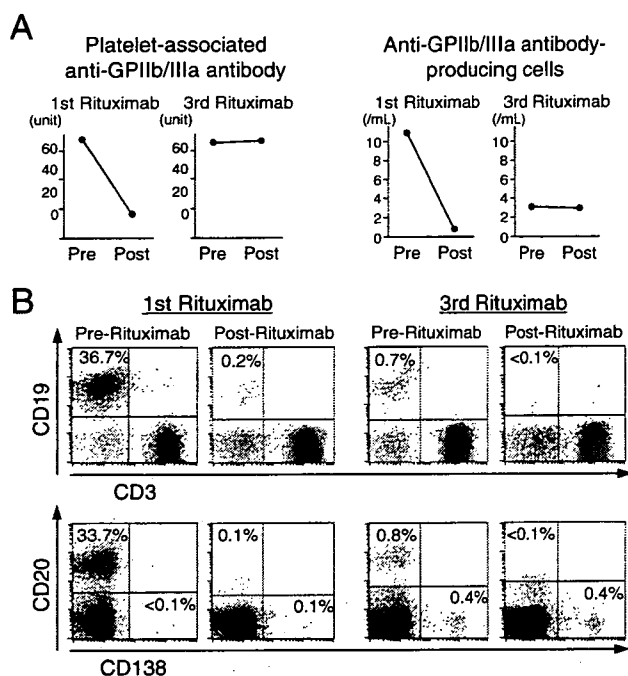 A
Platelet-associated
anti-GPIIb/IIIa antibody
1st Rituximab
3rd Rituximab
(unit)
(unit)
60
40
20
0
60
40
20
0
Pre
Post
Pre
Post
Anti-GPIIb/IIIa antibody-
producing cells
1st Rituximab
3rd Rituximab
(/mL)
(/mL)
10
8
6
4
2
0
10
8
6
4
2
0
Pre
Post
Pre
Post
B
1st Rituximab
3rd Rituximab
Pre-Rituximab
Post-Rituximab
Pre-Rituximab
Post-Rituximab
CD19
36.7%
0.2%
0.7%
<0.1%
CD3
CD20
33.7%
<0.1%
0.1%
0.1%
0.8%
0.4%
<0.1%
0.4%
CD138